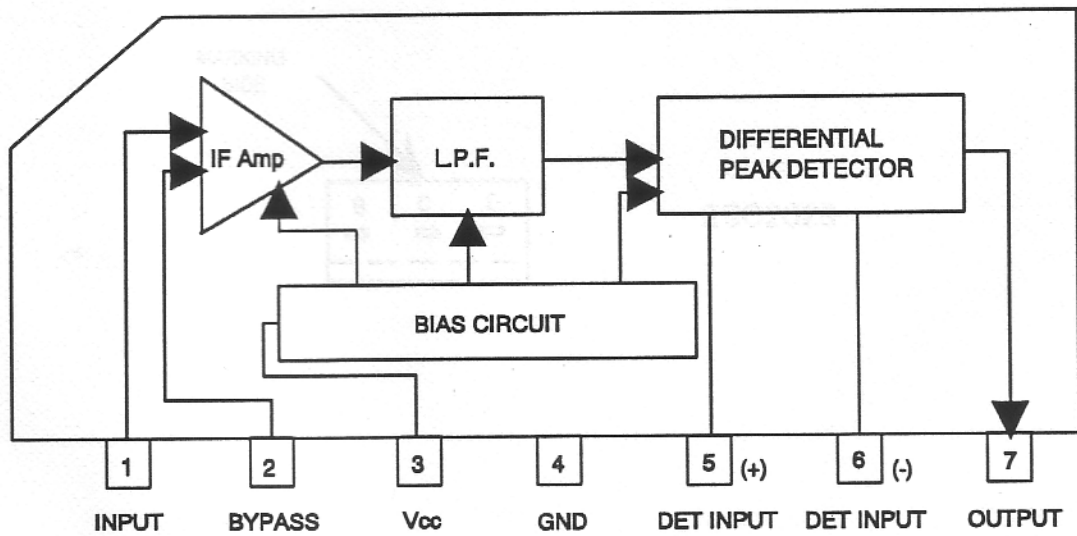 IF Amp
L.P.F.
DIFFERENTIAL
PEAK DETECTOR
BIAS CIRCUIT
1
2
3
4
5 (+)
6 (-)
7
INPUT
BYPASS
Vcc
GND
DET INPUT
DET INPUT
OUTPUT